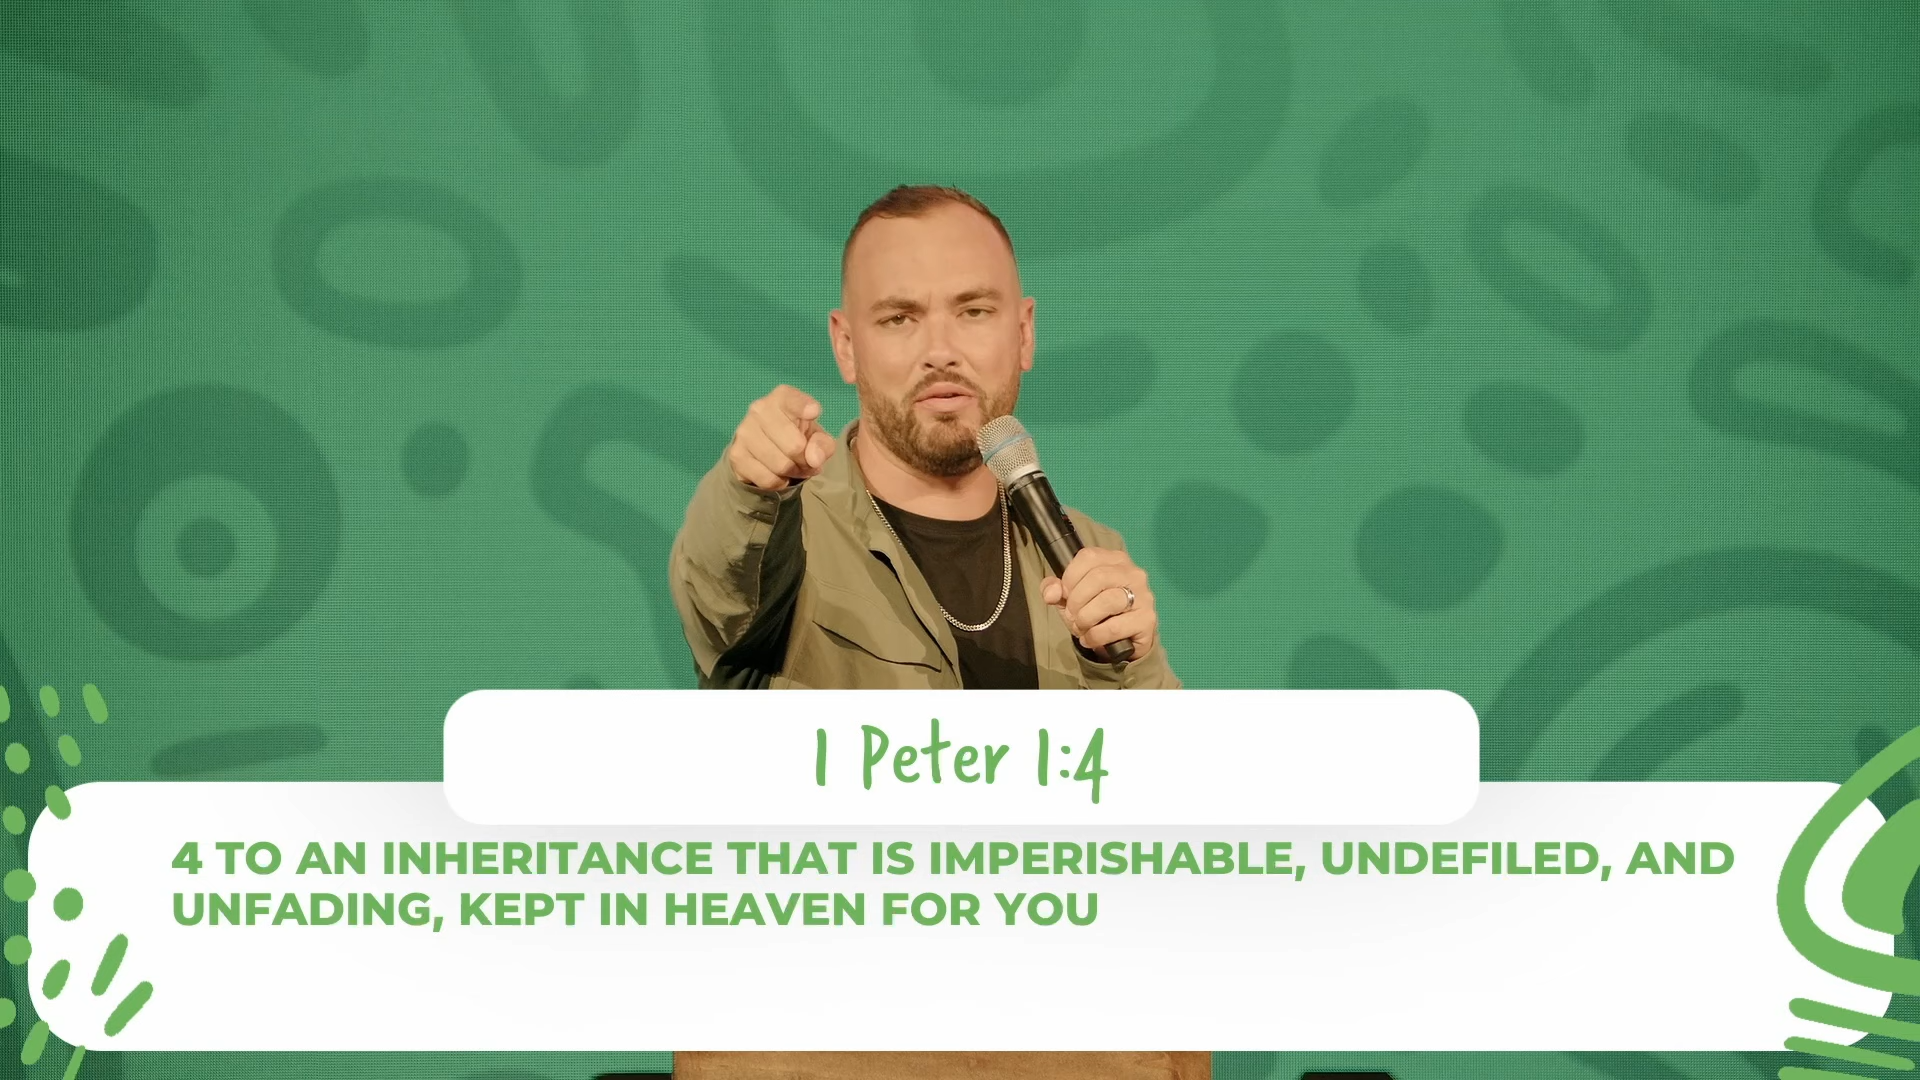 1 Peter 1:4
4 TO AN INHERITANCE THAT IS IMPERISHABLE, UNDEFILED, AND
UNFADING, KEPT IN HEAVEN FOR YOU